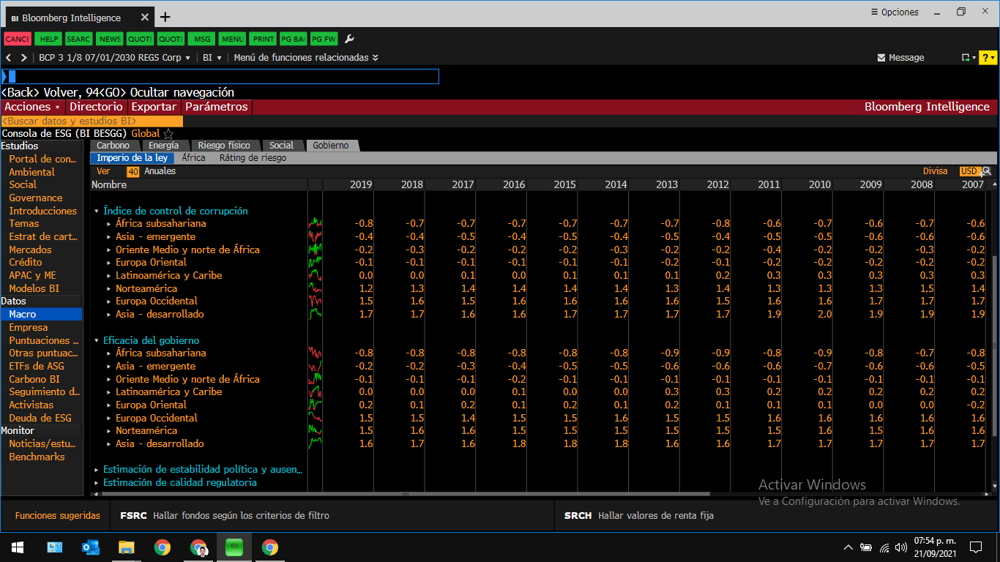 BI Bloomberg Intelligence × +
Opciones
CANCE HELP SEARC NEWS QUOTE QUOTE MSG MENU PRINT PG BA PG FW
BCP 3 1/8 07/01/2030 REGS Corp BI Menú de funciones relacionadas Message ?
<Back> Volver, 94<GO> Ocultar navegación
Acciones Directorio Exportar Parámetros Bloomberg Intelligence
<Buscar datos y estudios BI>
Consola de ESG (BI BESGG) Global
Estudios
Portal de con...
Ambiental
Social
Governance
Introducciones
Temas
Estrat de cart...
Mercados
Crédito
APAC y ME
Modelos BI
Datos
Macro
Empresa
Puntuaciones ...
Otras puntuac...
ETFs de ASG
Carbono BI
Seguimiento d...
Activistas
Deuda de ESG
Monitor
Noticias/estu...
Benchmarks
Carbono Energía Riesgo físico Social Gobierno
Imperio de la ley África Ráting de riesgo
Ver 40 Anuales Divisa USD
Nombre 2019 2018 2017 2016 2015 2014 2013 2012 2011 2010 2009 2008 2007
Índice de control de corrupción
África subsahariana -0.8 -0.7 -0.7 -0.7 -0.7 -0.7 -0.7 -0.8 -0.6 -0.7 -0.6 -0.7 -0.6
Asia - emergente -0.4 -0.4 -0.5 -0.4 -0.5 -0.4 -0.5 -0.4 -0.5 -0.5 -0.6 -0.6 -0.6
Oriente Medio y norte de África -0.2 -0.3 -0.2 -0.2 -0.2 -0.3 -0.2 -0.2 -0.4 -0.2 -0.2 -0.3 -0.2
Europa Oriental -0.1 -0.1 -0.1 -0.1 -0.1 -0.1 -0.2 -0.1 -0.2 -0.2 -0.2 -0.2 -0.2
Latinoamérica y Caribe 0.0 0.0 0.1 0.0 0.1 0.1 0.1 0.2 0.3 0.3 0.3 0.3 0.3
Norteamérica 1.2 1.3 1.4 1.4 1.4 1.4 1.3 1.4 1.3 1.3 1.3 1.5 1.4
Europa Occidental 1.5 1.6 1.5 1.6 1.6 1.6 1.6 1.5 1.6 1.6 1.7 1.7 1.7
Asia - desarrollado 1.7 1.7 1.6 1.6 1.7 1.7 1.7 1.7 1.9 2.0 1.9 1.9 1.9
Eficacia del gobierno
África subsahariana -0.8 -0.8 -0.8 -0.8 -0.8 -0.8 -0.9 -0.9 -0.8 -0.9 -0.8 -0.7 -0.8
Asia - emergente -0.2 -0.2 -0.3 -0.4 -0.5 -0.5 -0.6 -0.6 -0.6 -0.7 -0.6 -0.6 -0.5
Oriente Medio y norte de África -0.1 -0.1 -0.1 -0.2 -0.1 -0.1 -0.1 -0.1 -0.1 -0.1 -0.1 -0.1 -0.1
Latinoamérica y Caribe 0.0 0.0 0.0 0.1 0.0 0.0 0.3 0.3 0.2 0.2 0.2 0.2 0.2
Europa Oriental 0.2 0.1 0.2 0.1 0.2 0.1 0.2 0.1 0.1 0.1 0.0 0.0 -0.2
Europa Occidental 1.5 1.5 1.4 1.5 1.5 1.6 1.5 1.5 1.6 1.6 1.6 1.6 1.6
Norteamérica 1.5 1.6 1.6 1.5 1.5 1.6 1.5 1.5 1.5 1.6 1.5 1.6 1.6
Asia - desarrollado 1.6 1.7 1.6 1.8 1.8 1.8 1.6 1.6 1.7 1.7 1.7 1.7 1.7
Estimación de estabilidad política y ausen...
Estimación de calidad regulatoria
Activar Windows
Ve a Configuración para activar Windows.
Funciones sugeridas FSRC Hallar fondos según los criterios de filtro SRCH Hallar valores de renta fija
BI
07:54 p. m.
21/09/2021